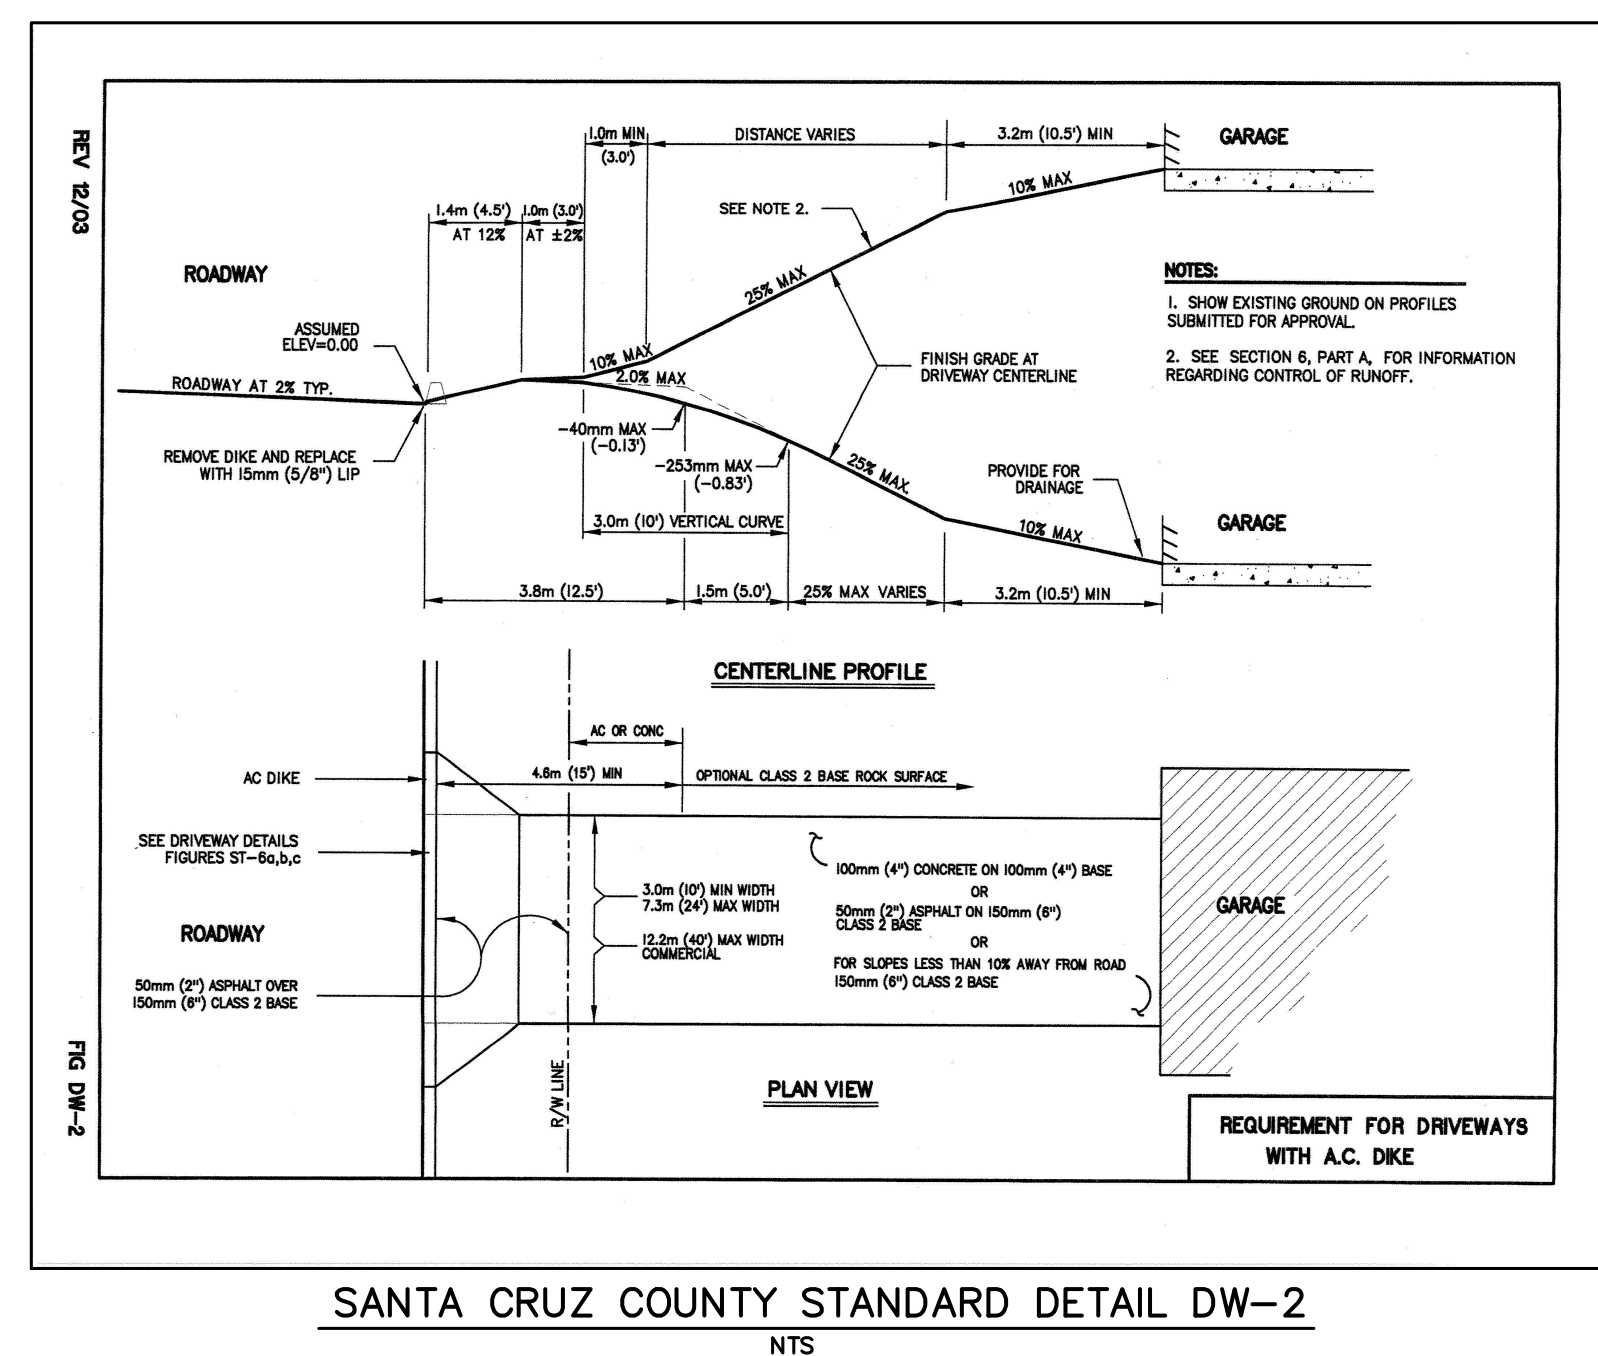 REV 12/03
1.0m MIN
(3.0')
DISTANCE VARIES
3.2m (10.5') MIN
GARAGE
10% MAX
SEE NOTE 2.
1.4m (4.5')
AT 12%
1.0m (3.0')
AT ±2%
ROADWAY
25% MAX
NOTES:
1. SHOW EXISTING GROUND ON PROFILES
SUBMITTED FOR APPROVAL.
2. SEE SECTION 6, PART A, FOR INFORMATION
REGARDING CONTROL OF RUNOFF.
ASSUMED
ELEV=0.00
10% MAX
2.0% MAX
FINISH GRADE AT
DRIVEWAY CENTERLINE
ROADWAY AT 2% TYP.
-40mm MAX
(-0.13')
REMOVE DIKE AND REPLACE
WITH 15mm (5/8") LIP
-253mm MAX
(-0.83')
25% MAX.
PROVIDE FOR
DRAINAGE
3.0m (10') VERTICAL CURVE
10% MAX
GARAGE
3.8m (12.5')
1.5m (5.0')
25% MAX VARIES
3.2m (10.5') MIN
CENTERLINE PROFILE
AC OR CONC
AC DIKE
4.6m (15') MIN
OPTIONAL CLASS 2 BASE ROCK SURFACE
SEE DRIVEWAY DETAILS
FIGURES ST-6a,b,c
100mm (4") CONCRETE ON 100mm (4") BASE
OR
50mm (2") ASPHALT ON 150mm (6")
CLASS 2 BASE
OR
FOR SLOPES LESS THAN 10% AWAY FROM ROAD
150mm (6") CLASS 2 BASE
3.0m (10') MIN WIDTH
7.3m (24') MAX WIDTH
12.2m (40') MAX WIDTH
COMMERCIAL
GARAGE
ROADWAY
50mm (2") ASPHALT OVER
150mm (6") CLASS 2 BASE
R/W LINE
PLAN VIEW
FIG DW-2
REQUIREMENT FOR DRIVEWAYS
WITH A.C. DIKE
SANTA CRUZ COUNTY STANDARD DETAIL DW-2
NTS